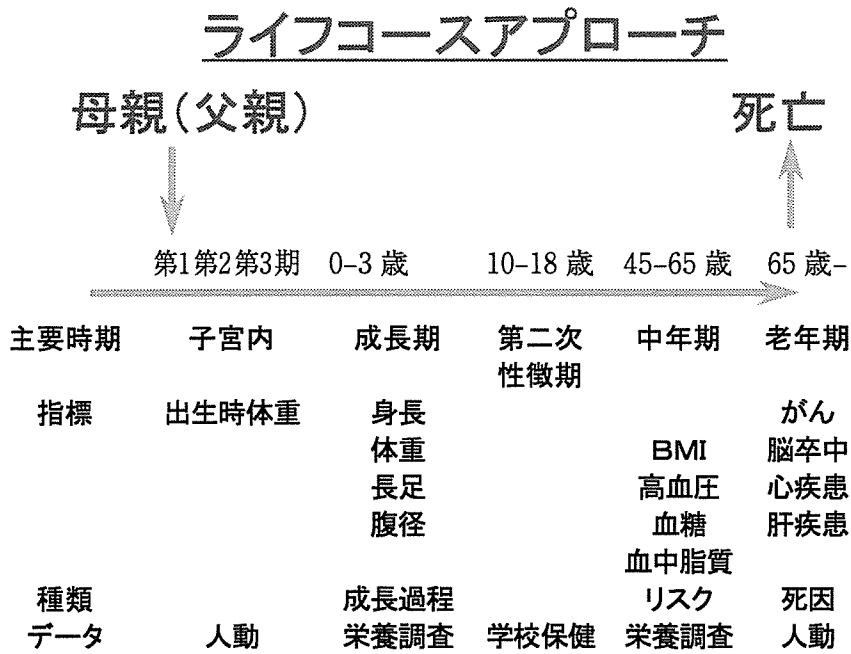 ライフコースアプローチ
母親(父親) 死亡
第1第2第3期 0–3 歳 10–18 歳 45–65 歳 65 歳–
主要時期 子宮内 成長期 第二次 中年期 老年期
性徴期
指標 出生時体重 身長 がん
体重 BMI 脳卒中
長足 高血圧 心疾患
腹径 血糖 肝疾患
血中脂質
種類 成長過程 リスク 死因
データ 人動 栄養調査 学校保健 栄養調査 人動